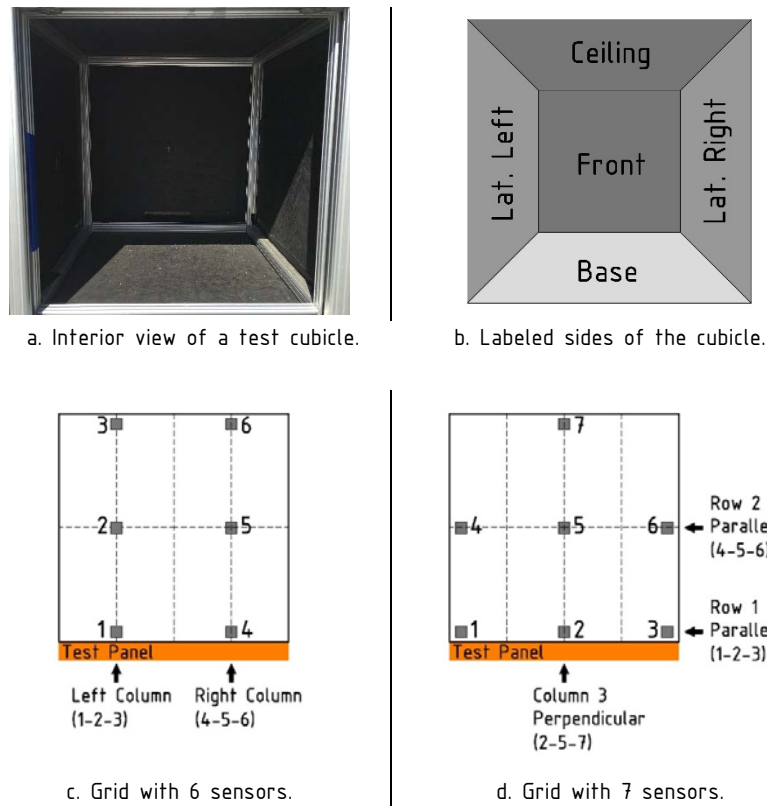 Ceiling
Lat. Left
Front
Lat. Right
Base
a. Interior view of a test cubicle.
b. Labeled sides of the cubicle.
3 6
2 5
1 4
Test Panel
Left Column
(1-2-3)
Right Column
(4-5-6)
c. Grid with 6 sensors.
7
4 5 6
1 2 3
Test Panel
Row 2
Paralle
(4-5-6
Row 1
Paralle
(1-2-3)
Column 3
Perpendicular
(2-5-7)
d. Grid with 7 sensors.